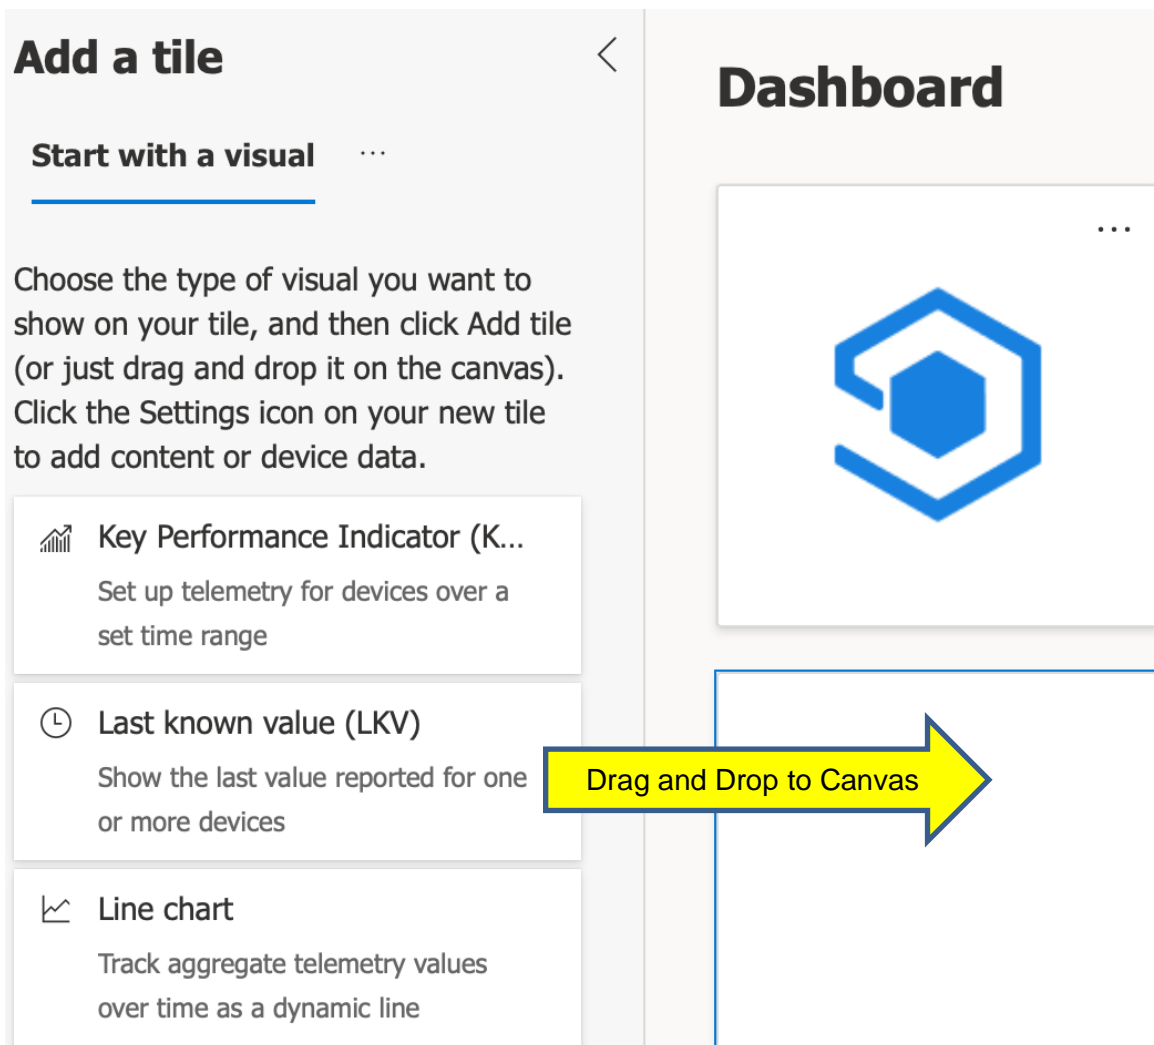 Add a tile
Start with a visual
...
Choose the type of visual you want to
show on your tile, and then click Add tile
(or just drag and drop it on the canvas).
Click the Settings icon on your new tile
to add content or device data.
Key Performance Indicator (K...
Set up telemetry for devices over a
set time range
Last known value (LKV)
Show the last value reported for one
or more devices
Line chart
Track aggregate telemetry values
over time as a dynamic line
Dashboard
...
Drag and Drop to Canvas